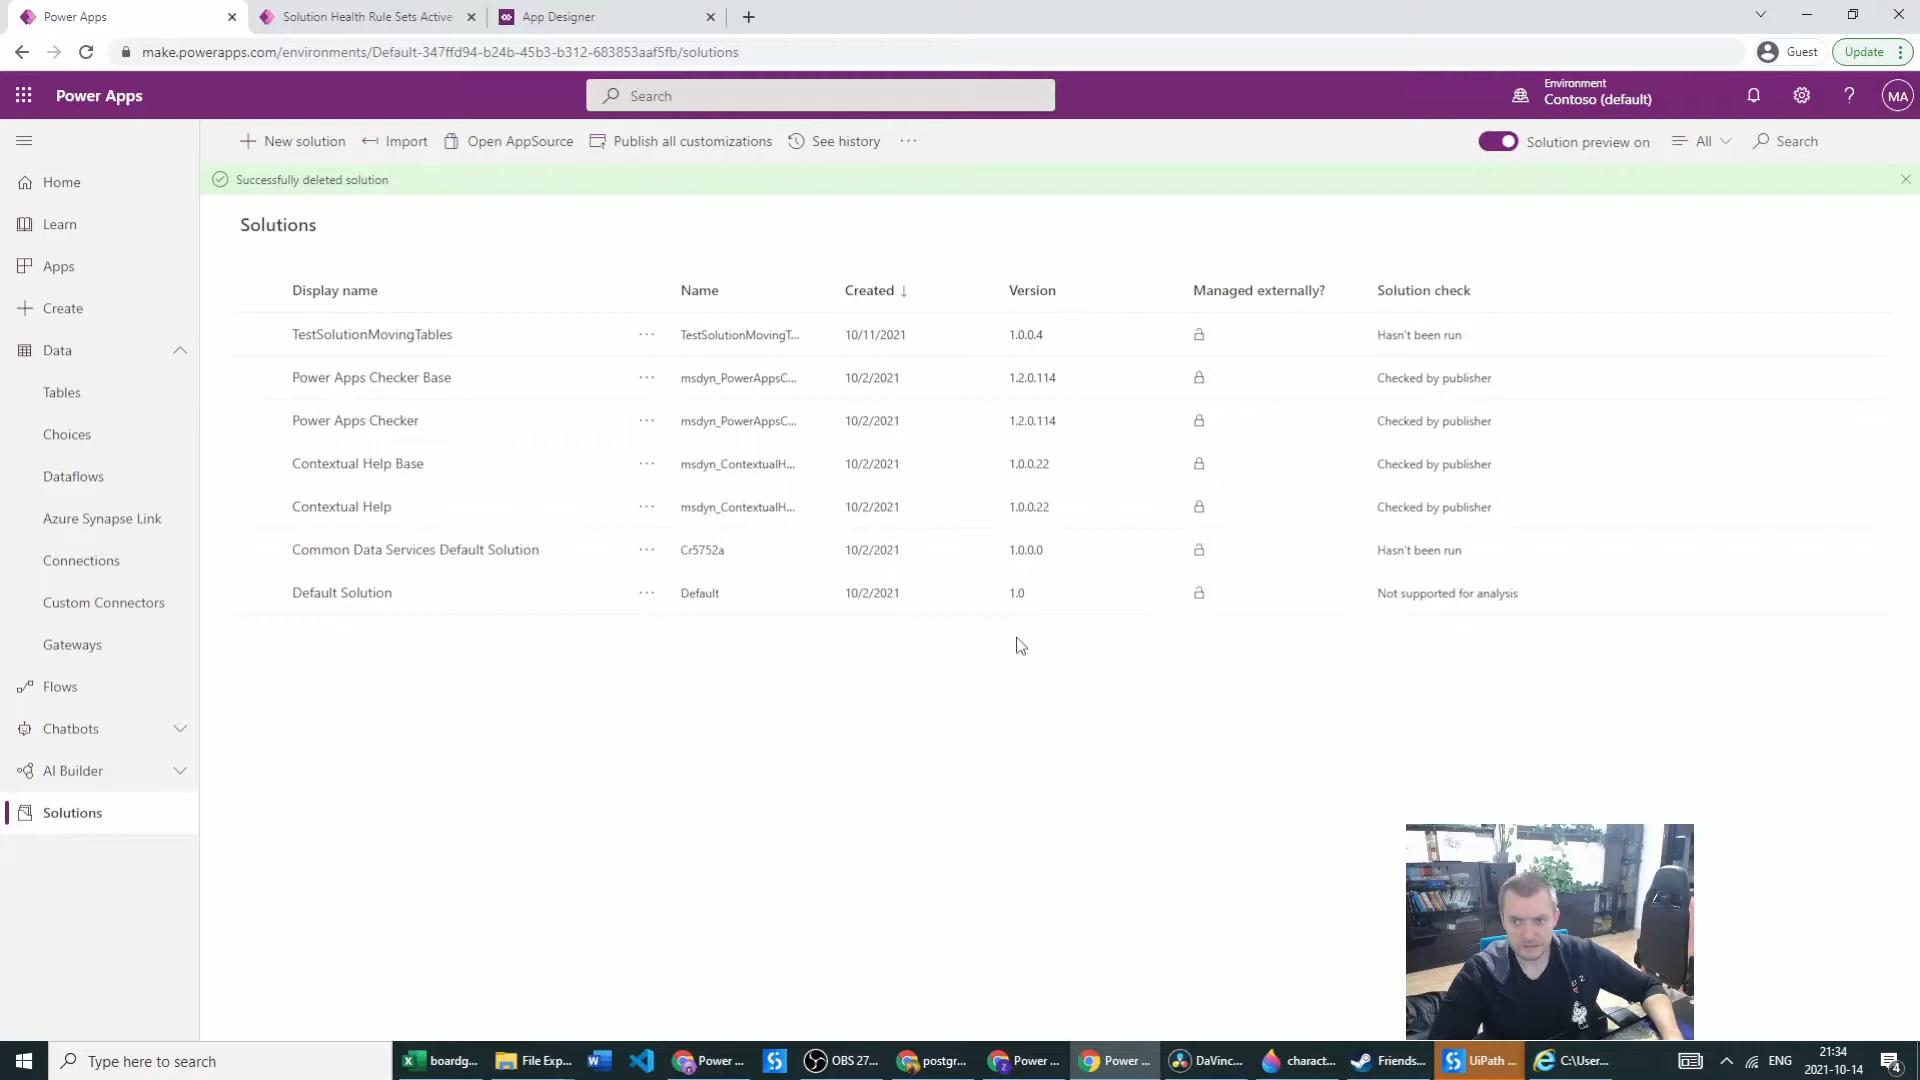 Power Apps
Solution Health Rule Sets Active
App Designer
make.powerapps.com/environments/Default-347ffd94-b24b-45b3-b312-683853aaf5fb/solutions
Guest
Update
Power Apps
Search
Environment
Contoso (default)
MA
New solution
Import
Open AppSource
Publish all customizations
See history
Solution preview on
All
Search
Successfully deleted solution
Home
Learn
Apps
Create
Data
Tables
Choices
Dataflows
Azure Synapse Link
Connections
Custom Connectors
Gateways
Flows
Chatbots
AI Builder
Solutions
Solutions
Display name Name Created ↓ Version Managed externally? Solution check
TestSolutionMovingTables ··· TestSolutionMovingT... 10/11/2021 1.0.0.4 Hasn't been run
Power Apps Checker Base ··· msdyn_PowerAppsC... 10/2/2021 1.2.0.114 Checked by publisher
Power Apps Checker ··· msdyn_PowerAppsC... 10/2/2021 1.2.0.114 Checked by publisher
Contextual Help Base ··· msdyn_ContextualH... 10/2/2021 1.0.0.22 Checked by publisher
Contextual Help ··· msdyn_ContextualH... 10/2/2021 1.0.0.22 Checked by publisher
Common Data Services Default Solution ··· Cr5752a 10/2/2021 1.0.0.0 Hasn't been run
Default Solution ··· Default 10/2/2021 1.0 Not supported for analysis
Type here to search
boardg...
File Exp...
Power ...
OBS 27...
postgr...
Power ...
Power ...
DaVinc...
charact...
Friends...
UiPath ...
C:\User...
ENG
21:34
2021-10-14
4